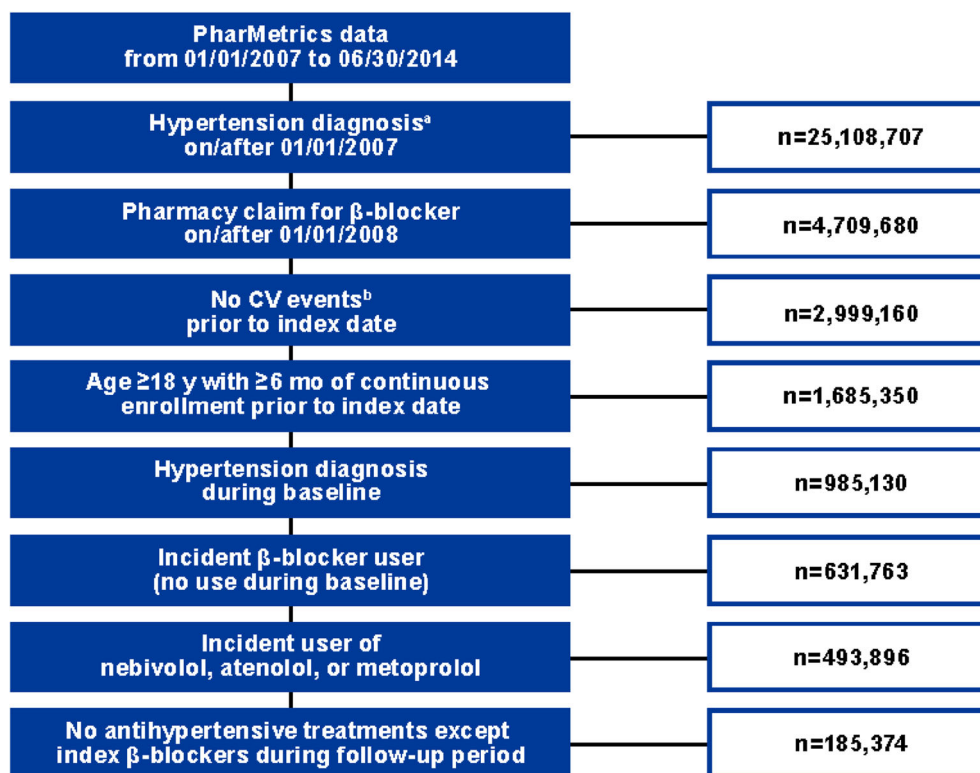 PharMetrics data
from 01/01/2007 to 06/30/2014
Hypertension diagnosisᵃ
on/after 01/01/2007
n=25,108,707
Pharmacy claim for β-blocker
on/after 01/01/2008
n=4,709,680
No CV eventsᵇ
prior to index date
n=2,999,160
Age ≥18 y with ≥6 mo of continuous
enrollment prior to index date
n=1,685,350
Hypertension diagnosis
during baseline
n=985,130
Incident β-blocker user
(no use during baseline)
n=631,763
Incident user of
nebivolol, atenolol, or metoprolol
n=493,896
No antihypertensive treatments except
index β-blockers during follow-up period
n=185,374